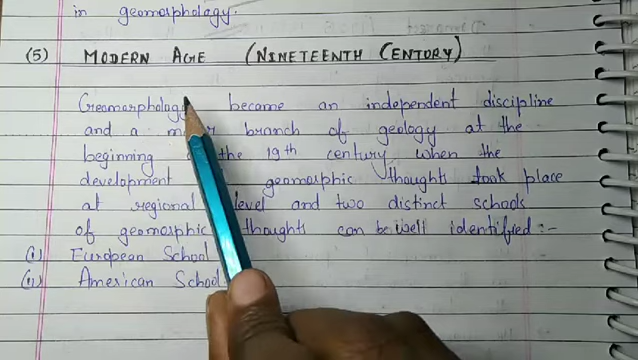 in geomorphology.
(5) MODERN AGE (NINETEENTH CENTORY)
Geomorphology become an independent discipline
and a branch of geology at the
beginning the 19th century when the
development geomorphic thoughts took place
at regional level and two distinct schools
of geomorphic thoughts can be well identified :-
(i) European School
(ii) American School